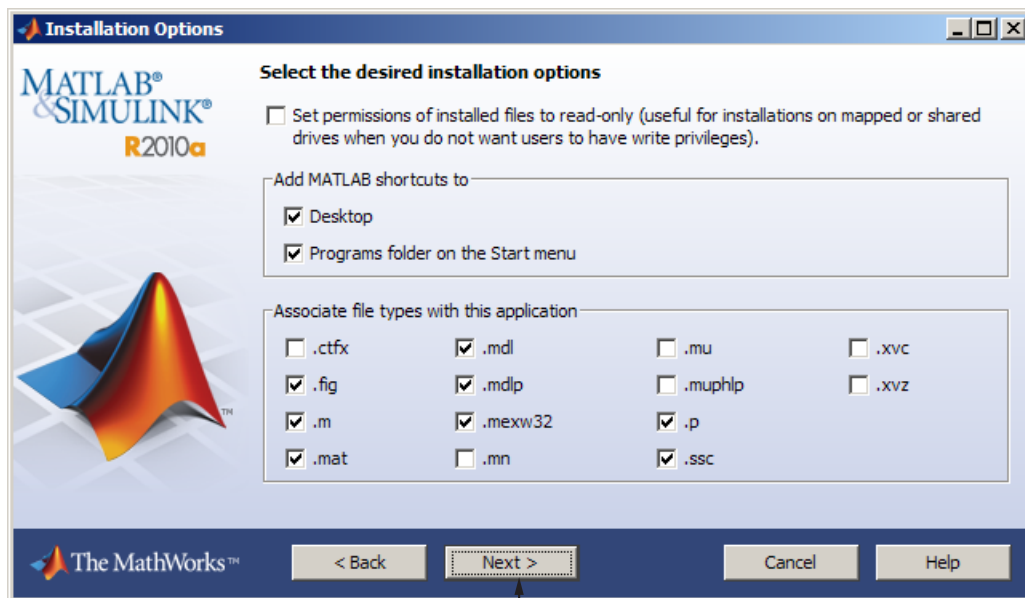 Installation Options
MATLAB®
&SIMULINK®
R2010a
Select the desired installation options
Set permissions of installed files to read-only (useful for installations on mapped or shared
drives when you do not want users to have write privileges).
Add MATLAB shortcuts to
Desktop
Programs folder on the Start menu
Associate file types with this application
.ctfx .mdl .mu .xvc
.fig .mdlp .muphlp .xvz
.m .mexw32 .p
.mat .mn .ssc
TM
The MathWorks™ < Back Next > Cancel Help